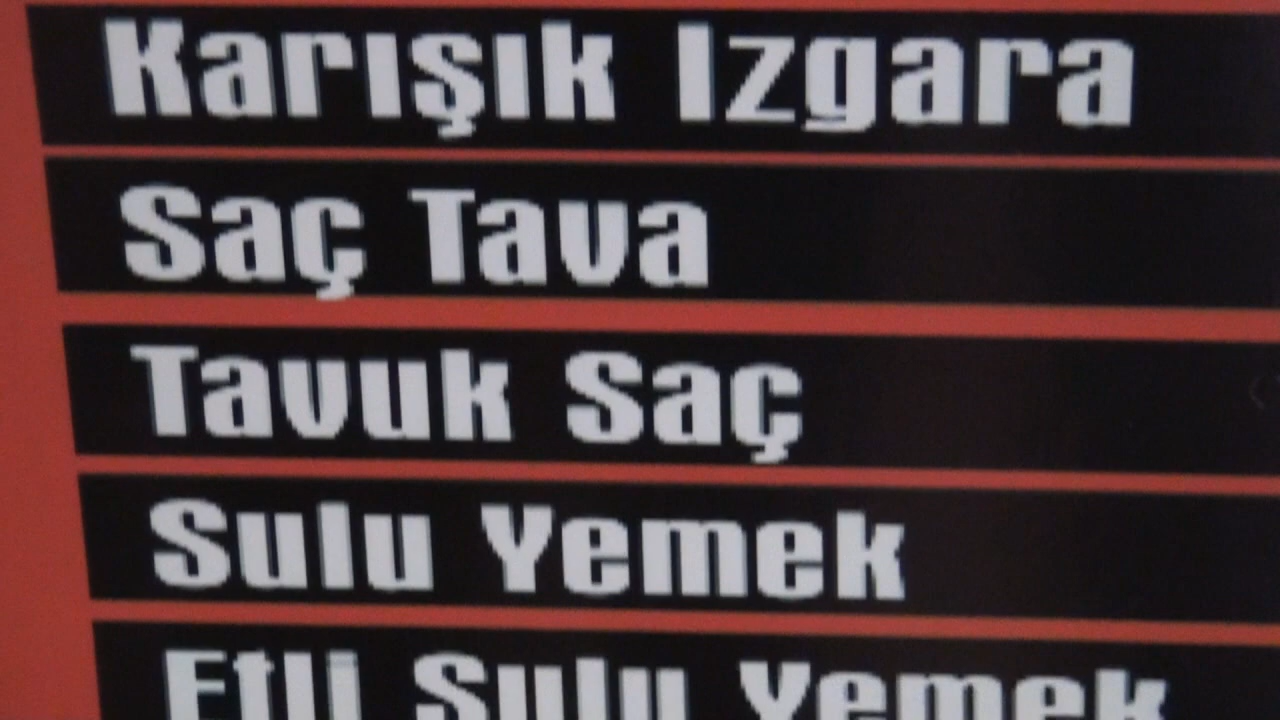 Karışık Izgara
Saç Tava
Tavuk Saç
Sulu Yemek
Etli Sulu Yemek